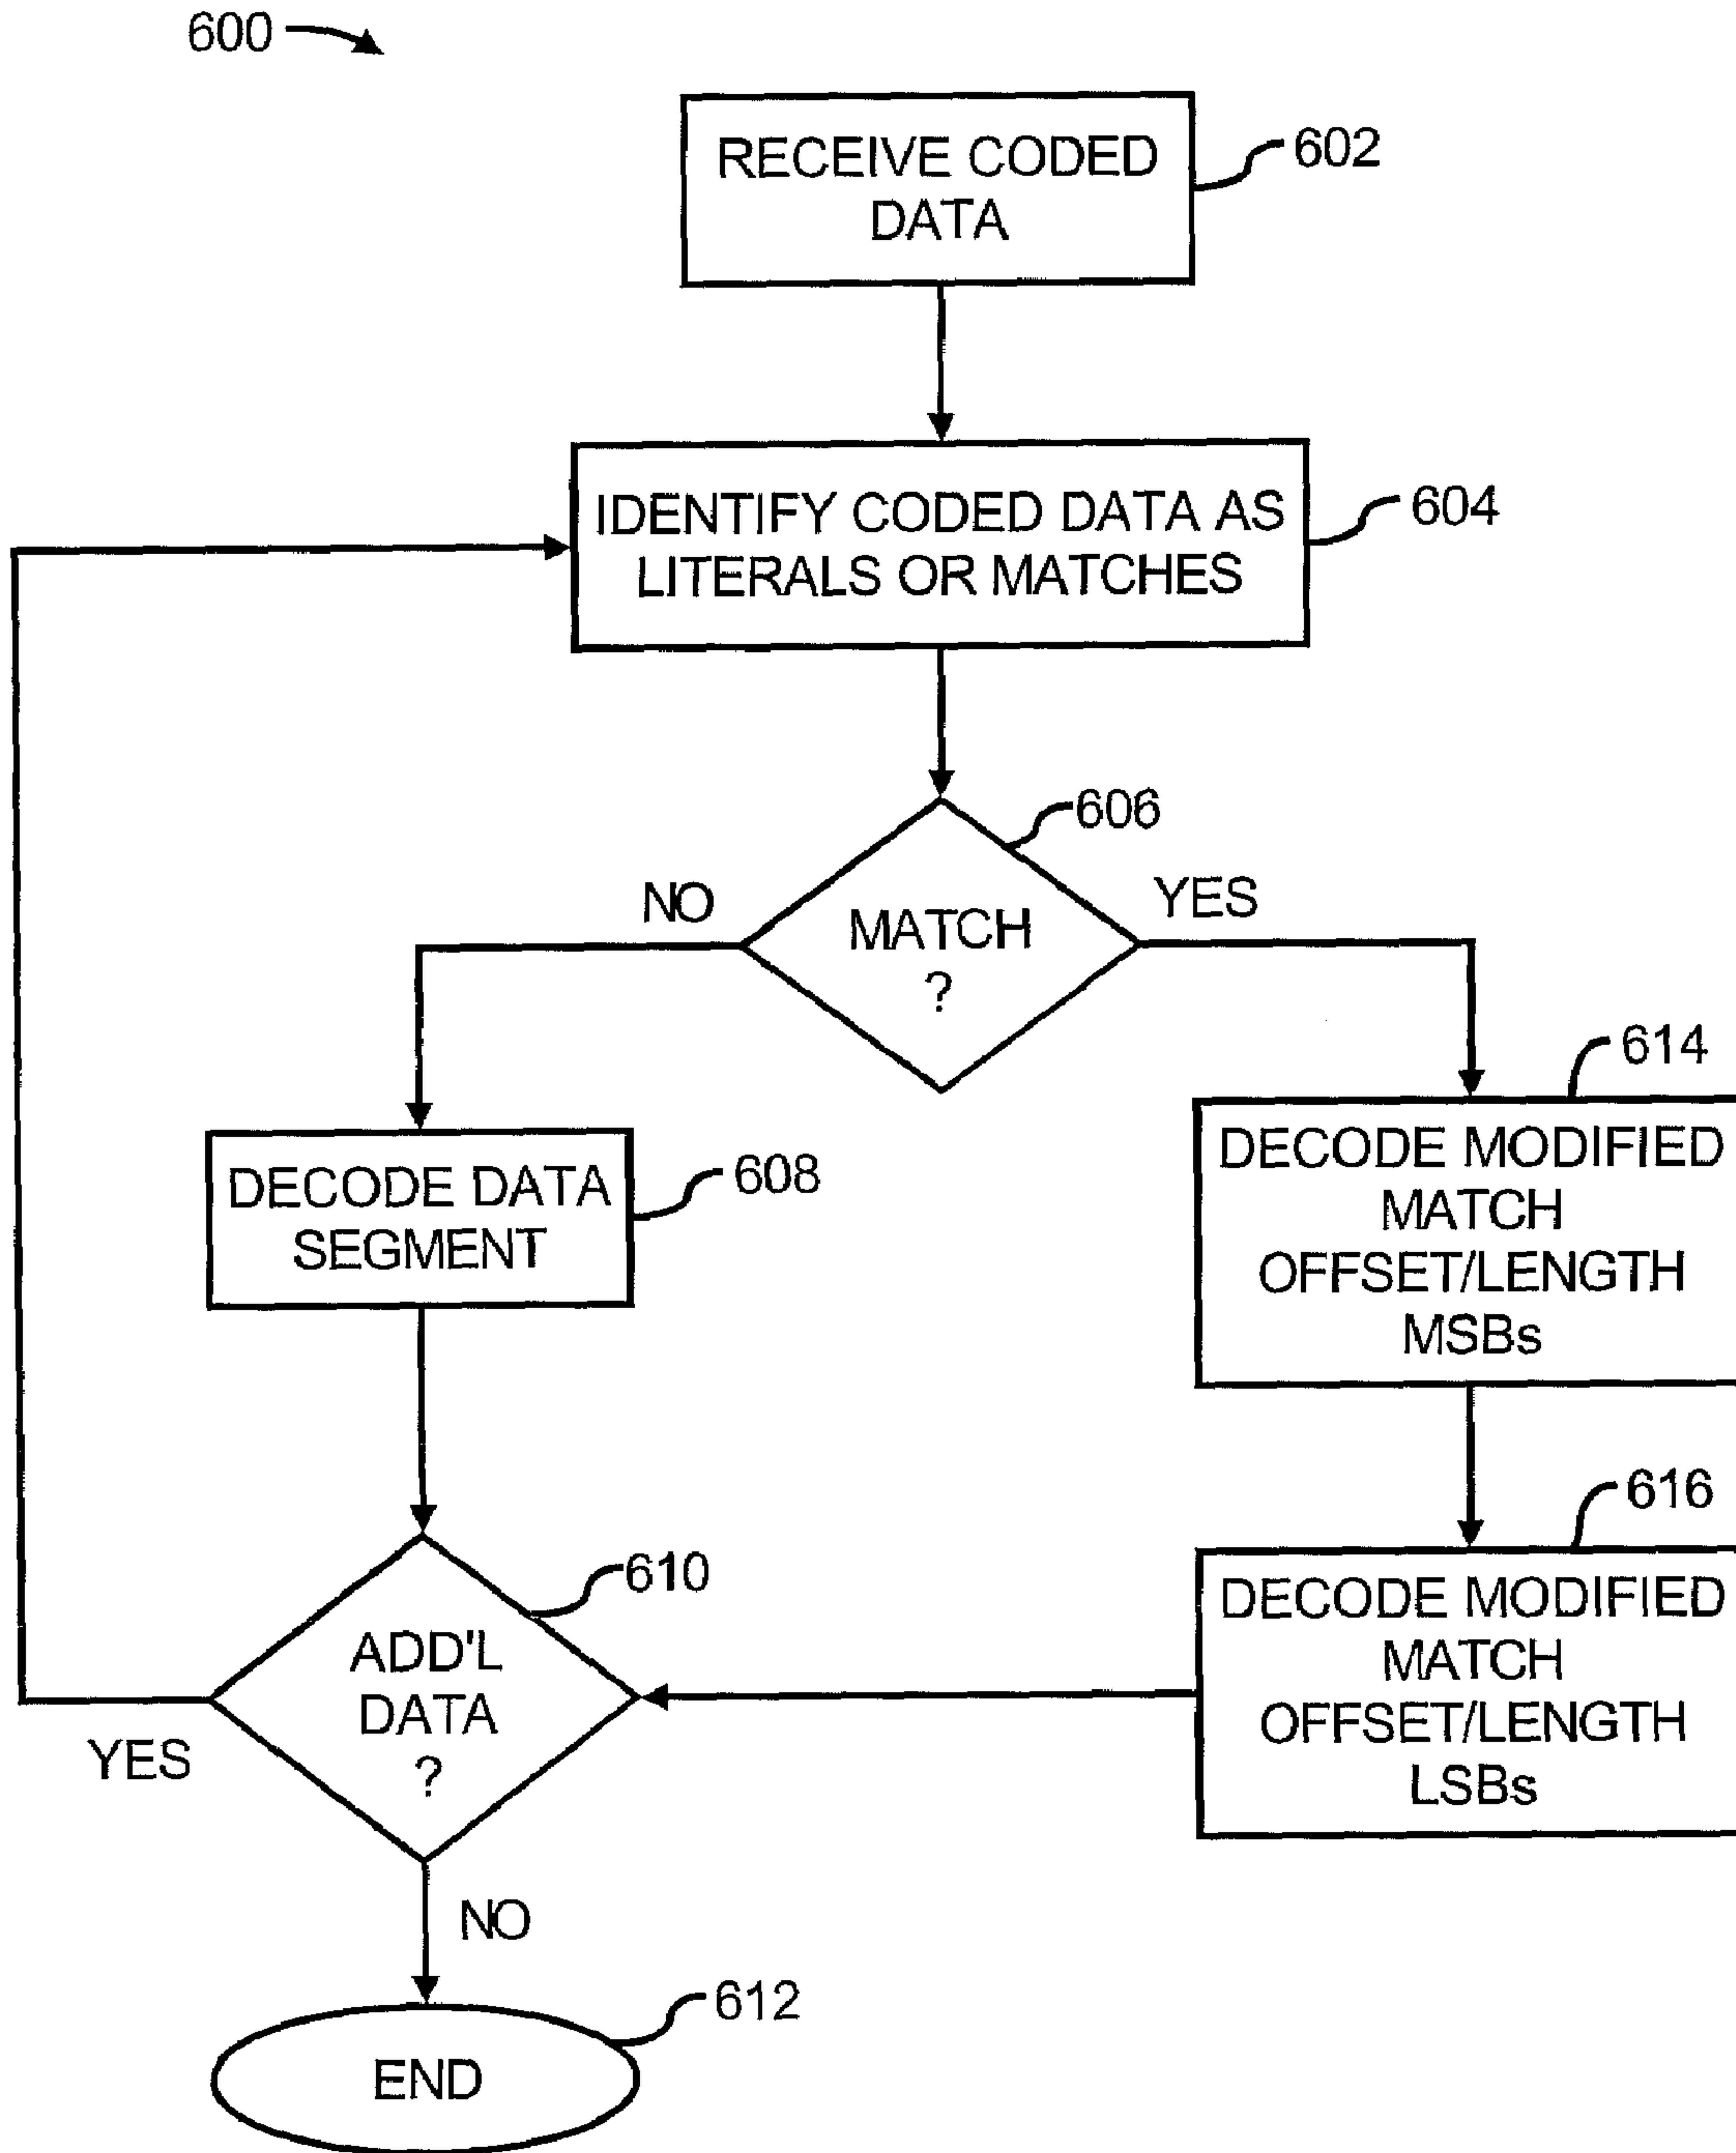 600
RECEIVE CODED
DATA
602
IDENTIFY CODED DATA AS
LITERALS OR MATCHES
604
606
NO
YES
MATCH
?
614
DECODE DATA
SEGMENT
608
DECODE MODIFIED
MATCH
OFFSET/LENGTH
MSBs
616
610
ADD'L
DATA
?
YES
DECODE MODIFIED
MATCH
OFFSET/LENGTH
LSBs
NO
612
END